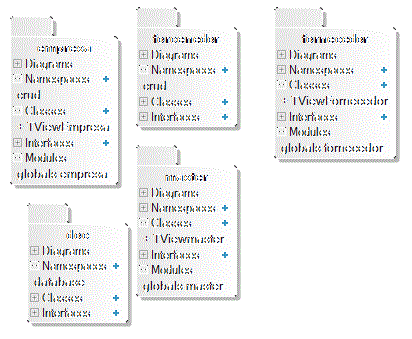 empresa
Diagrams
Namespaces
crud
Classes
TViewEmpresa
Interfaces
Modules
globals empresa
fornecedor
Diagrams
Namespaces
crud
Classes
Interfaces
fornecedor
Diagrams
Namespaces
Classes
TViewFornecedor
Interfaces
Modules
globals fornecedor
master
Diagrams
Namespaces
Classes
TViewmaster
Interfaces
Modules
globals master
Diagrams
Namespaces
database
Classes
Interfaces